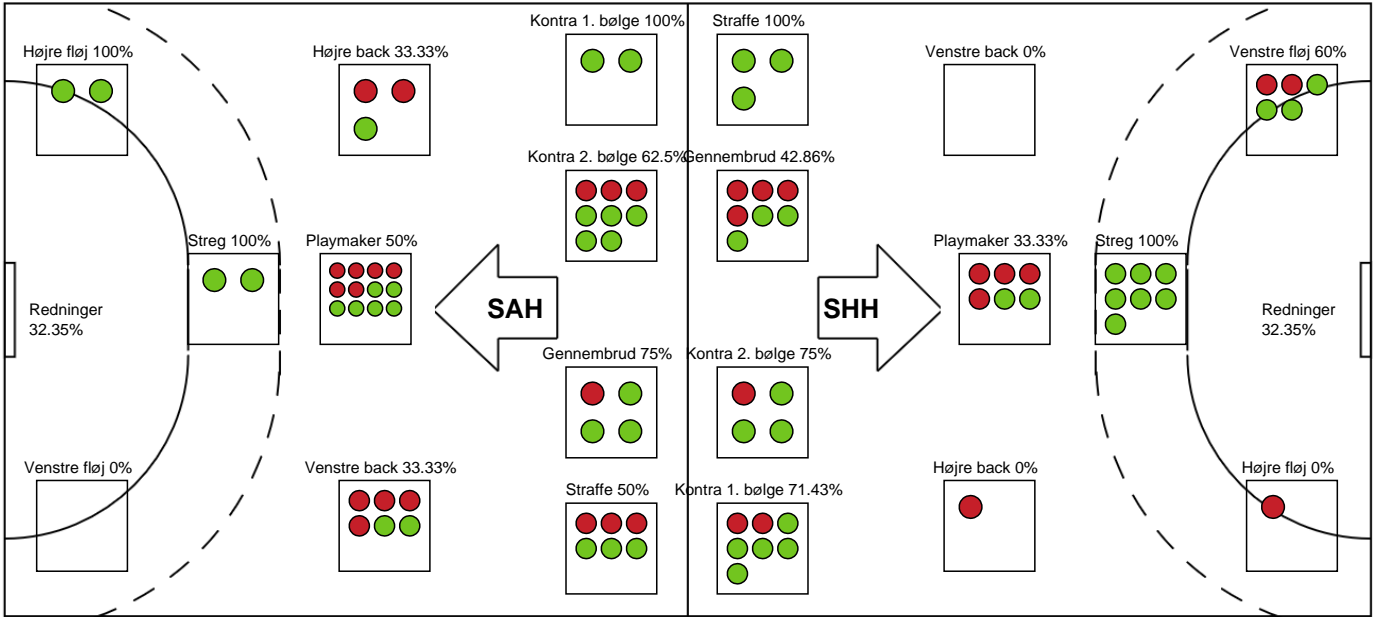 Kontra 1. bølge 100%
Straffe 100%
Højre fløj 100%
Højre back 33.33%
Venstre back 0%
Venstre fløj 60%
Kontra 2. bølge 62.5%
Gennembrud 42.86%
Streg 100%
Playmaker 50%
Playmaker 33.33%
Streg 100%
Redninger
32.35%
SAH
SHH
Redninger
32.35%
Gennembrud 75%
Kontra 2. bølge 75%
Venstre fløj 0%
Venstre back 33.33%
Højre back 0%
Højre fløj 0%
Straffe 50%
Kontra 1. bølge 71.43%